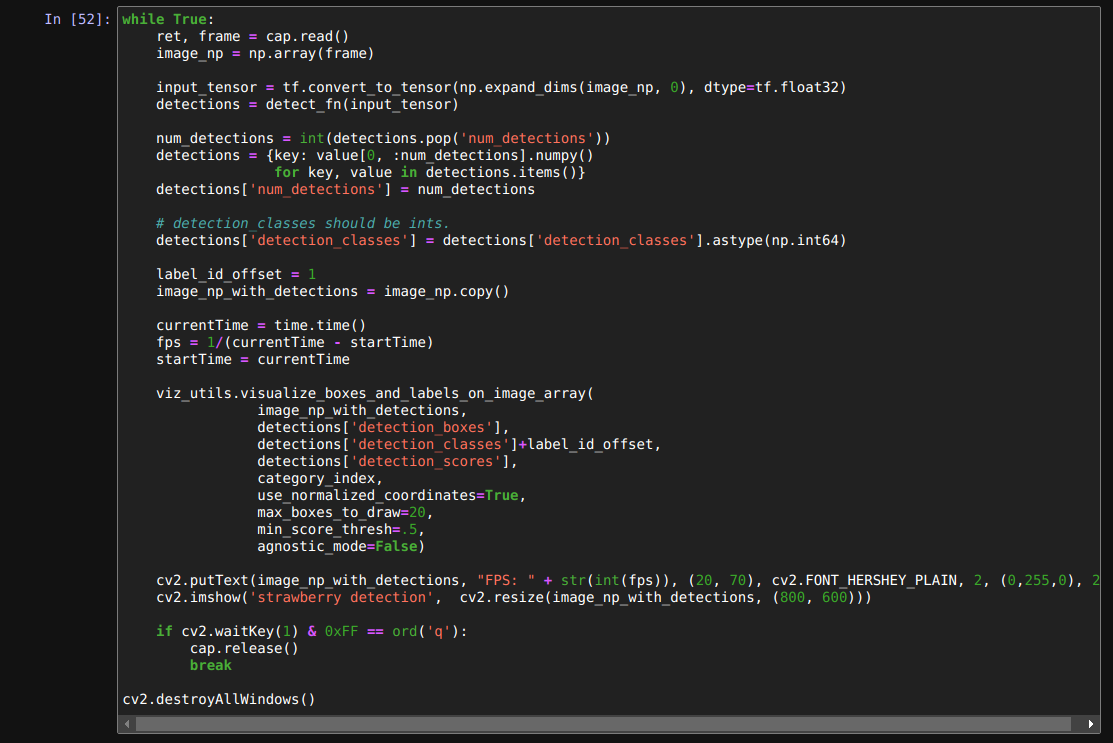 In [52]:
while True:
    ret, frame = cap.read()
    image_np = np.array(frame)

    input_tensor = tf.convert_to_tensor(np.expand_dims(image_np, 0), dtype=tf.float32)
    detections = detect_fn(input_tensor)

    num_detections = int(detections.pop('num_detections'))
    detections = {key: value[0, :num_detections].numpy()
                  for key, value in detections.items()}
    detections['num_detections'] = num_detections

    # detection_classes should be ints.
    detections['detection_classes'] = detections['detection_classes'].astype(np.int64)

    label_id_offset = 1
    image_np_with_detections = image_np.copy()

    currentTime = time.time()
    fps = 1/(currentTime - startTime)
    startTime = currentTime

    viz_utils.visualize_boxes_and_labels_on_image_array(
                image_np_with_detections,
                detections['detection_boxes'],
                detections['detection_classes']+label_id_offset,
                detections['detection_scores'],
                category_index,
                use_normalized_coordinates=True,
                max_boxes_to_draw=20,
                min_score_thresh=.5,
                agnostic_mode=False)

    cv2.putText(image_np_with_detections, "FPS: " + str(int(fps)), (20, 70), cv2.FONT_HERSHEY_PLAIN, 2, (0,255,0), 2
    cv2.imshow('strawberry detection',  cv2.resize(image_np_with_detections, (800, 600)))

    if cv2.waitKey(1) & 0xFF == ord('q'):
        cap.release()
        break

cv2.destroyAllWindows()